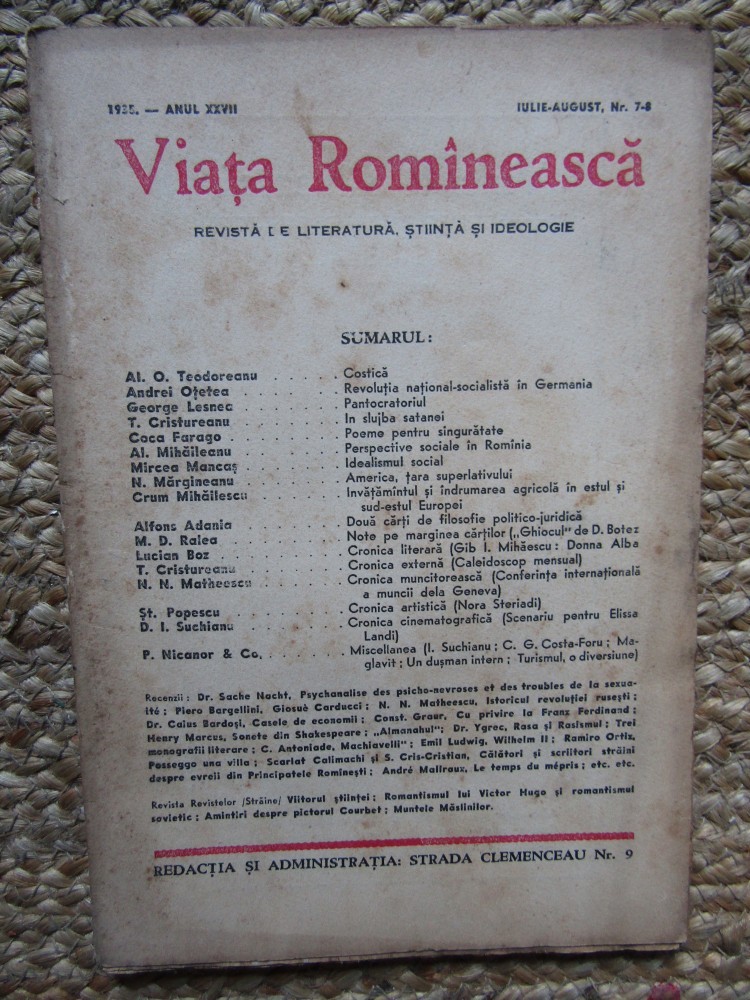 1935. — ANUL XXVII IULIE-AUGUST, Nr. 7-8
Viața Romînească
REVISTĂ DE LITERATURĂ, ȘTIINȚĂ ȘI IDEOLOGIE
SUMARUL :
Al. O. Teodoreanu . . . . . . Costică
Andrei Oțetea . . . . . . . Revoluția național-socialistă în Germania
George Lesnea . . . . . . . Pantocratoriul
T. Cristureanu . . . . . . . In slujba satanei
Coca Farago . . . . . . . . Poeme pentru singurătate
Al. Mihăileanu . . . . . . . Perspective sociale în Romînia
Mircea Mancaș . . . . . . . Idealismul social
N. Mărgineanu . . . . . . . America, țara superlativului
Crum Mihăilescu . . . . . . Invățămîntul și îndrumarea agricolă în estul și
sud-estul Europei
Alfons Adania . . . . . . . Două cărți de filosofie politico-juridică
M. D. Ralea . . . . . . . . Note pe marginea cărților („Ghiocul" de D. Botez
Lucian Boz . . . . . . . . Cronica literară (Gib I. Mihăescu : Donna Alba
T. Cristureanu . . . . . . . Cronica externă (Caleidoscop mensual)
N. N. Matheescu . . . . . . Cronica muncitorească (Conferința internațională
a muncii dela Geneva)
Șt. Popescu . . . . . . . . Cronica artistică (Nora Steriadi)
D. I. Suchianu . . . . . . . Cronica cinematografică (Scenariu pentru Elissa
Landi)
P. Nicanor & Co. . . . . . . Miscellanea (I. Suchianu ; C. G. Costa-Foru ; Ma-
glavit ; Un dușman intern ; Turismul, o diversiune)
Recenzii : Dr. Sache Nacht, Psychanalise des psicho-nevroses et des troubles de la sexua-
ité ; Piero Bargellini, Giosuè Carducci ; N. N. Matheescu, Istoricul revoluției rusești ;
Dr. Caius Bardoși, Casele de economii ; Const. Graur, Cu privire la Franz Ferdinand ;
Henry Marcus, Sonete din Shakespeare ; „Almanahul" ; Dr. Ygrec, Rasa și Rasismul ; Trei
monografii literare ; C. Antoniade, Machiavelli" ; Emil Ludwig, Wilhelm II ; Ramiro Ortiz,
Posseggo una villa ; Scarlat Calimachi și S. Cris-Cristian, Călători și scriitori străini
despre evreii din Principatele Rominești ; André Mallraux, Le temps du mépris ; etc. etc.
Revista Revistelor /Străine/ Viitorul științei ; Romantismul lui Victor Hugo și romantismul
sovietic ; Amintiri despre pictorul Courbet ; Muntele Măslinilor.
REDACȚIA ȘI ADMINISTRAȚIA: STRADA CLEMENCEAU Nr. 9